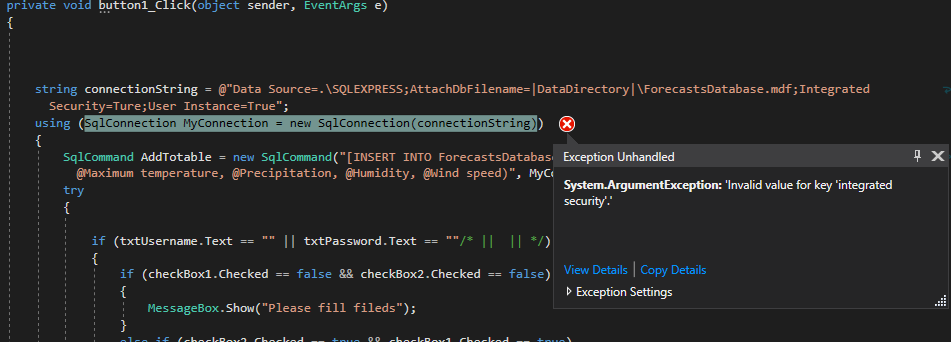 private void button1_Click(object sender, EventArgs e)
{
string connectionString = @"Data Source=.\SQLEXPRESS;AttachDbFilename=|DataDirectory|\ForecastsDatabase.mdf;Integrated
Security=Ture;User Instance=True";
using (SqlConnection MyConnection = new SqlConnection(connectionString))
{
SqlCommand AddTotable = new SqlCommand("[INSERT INTO ForecastsDatabase
@Maximum temperature, @Precipitation, @Humidity, @Wind speed)", MyCo
try
{
if (txtUsername.Text == "" || txtPassword.Text == ""/* || || */)
{
if (checkBox1.Checked == false && checkBox2.Checked == false)
{
MessageBox.Show("Please fill fileds");
}
else if (checkBox2.Checked == true && checkBox1.Checked == true)
Exception Unhandled
System.ArgumentException: 'Invalid value for key 'integrated
security'.'
View Details | Copy Details
Exception Settings